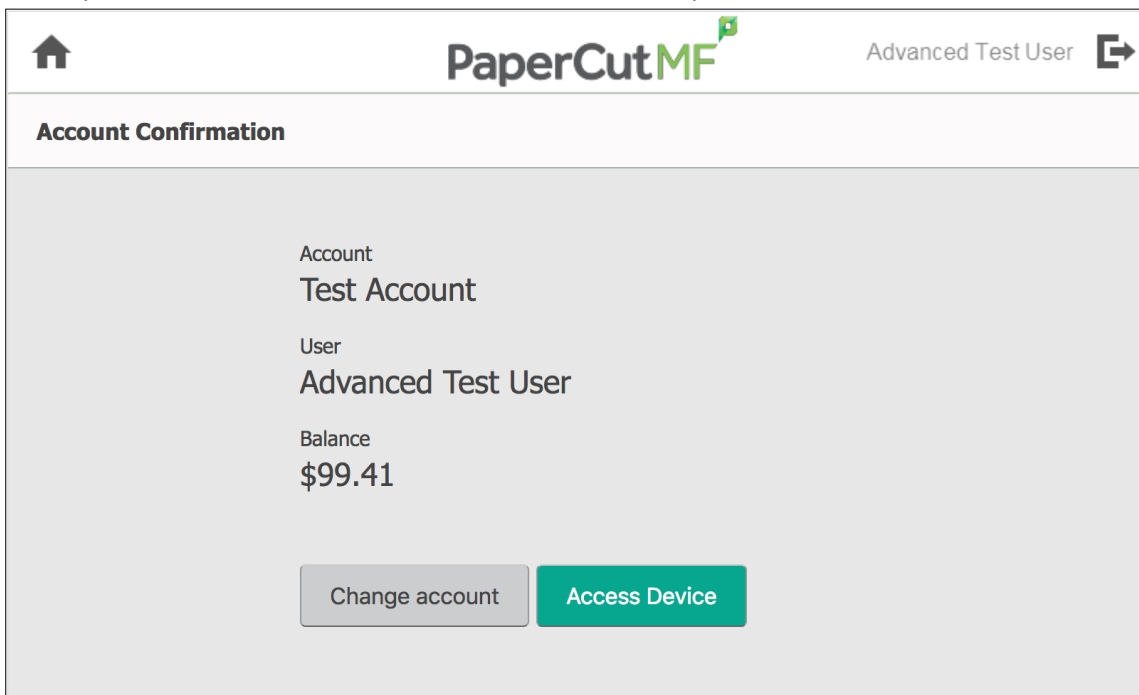 PaperCut MF
Advanced Test User
Account Confirmation
Account
Test Account
User
Advanced Test User
Balance
$99.41
Change account
Access Device